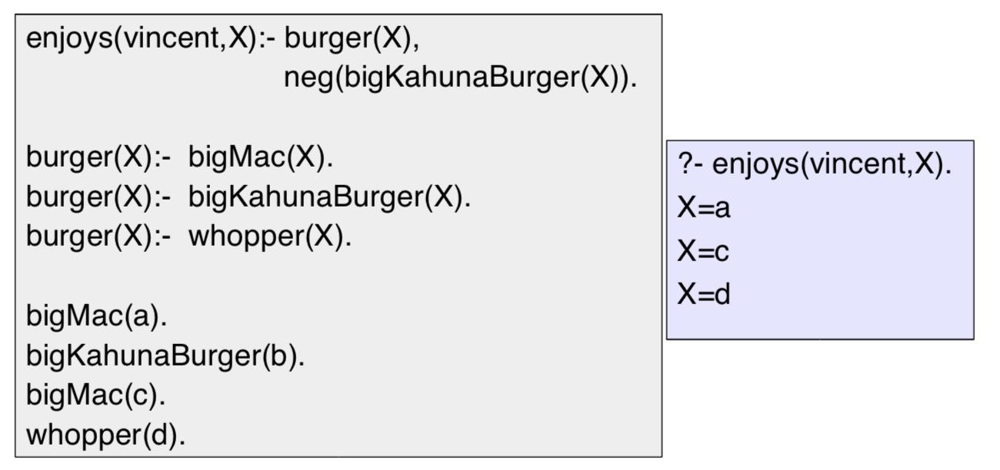 enjoys(vincent,X):- burger(X),
neg(bigKahunaBurger(X)).
burger(X):- bigMac(X).
burger(X):- bigKahunaBurger(X).
burger(X):- whopper(X).
bigMac(a).
bigKahunaBurger(b).
bigMac(c).
whopper(d).
?- enjoys(vincent,X).
X=a
X=c
X=d